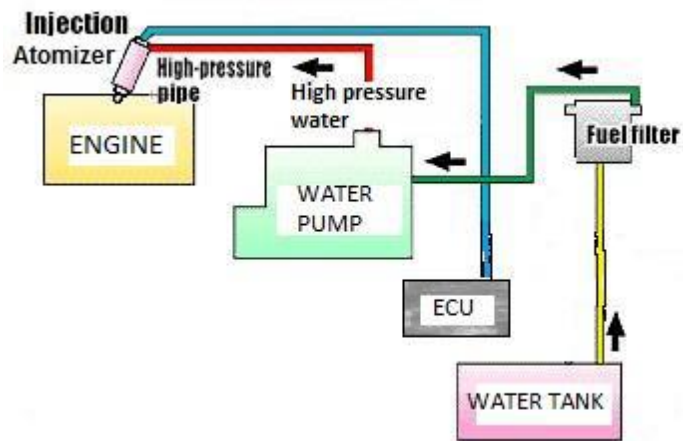 Injection
Atomizer
High-pressure
pipe
High pressure
water
ENGINE
Fuel filter
WATER
PUMP
ECU
WATER TANK